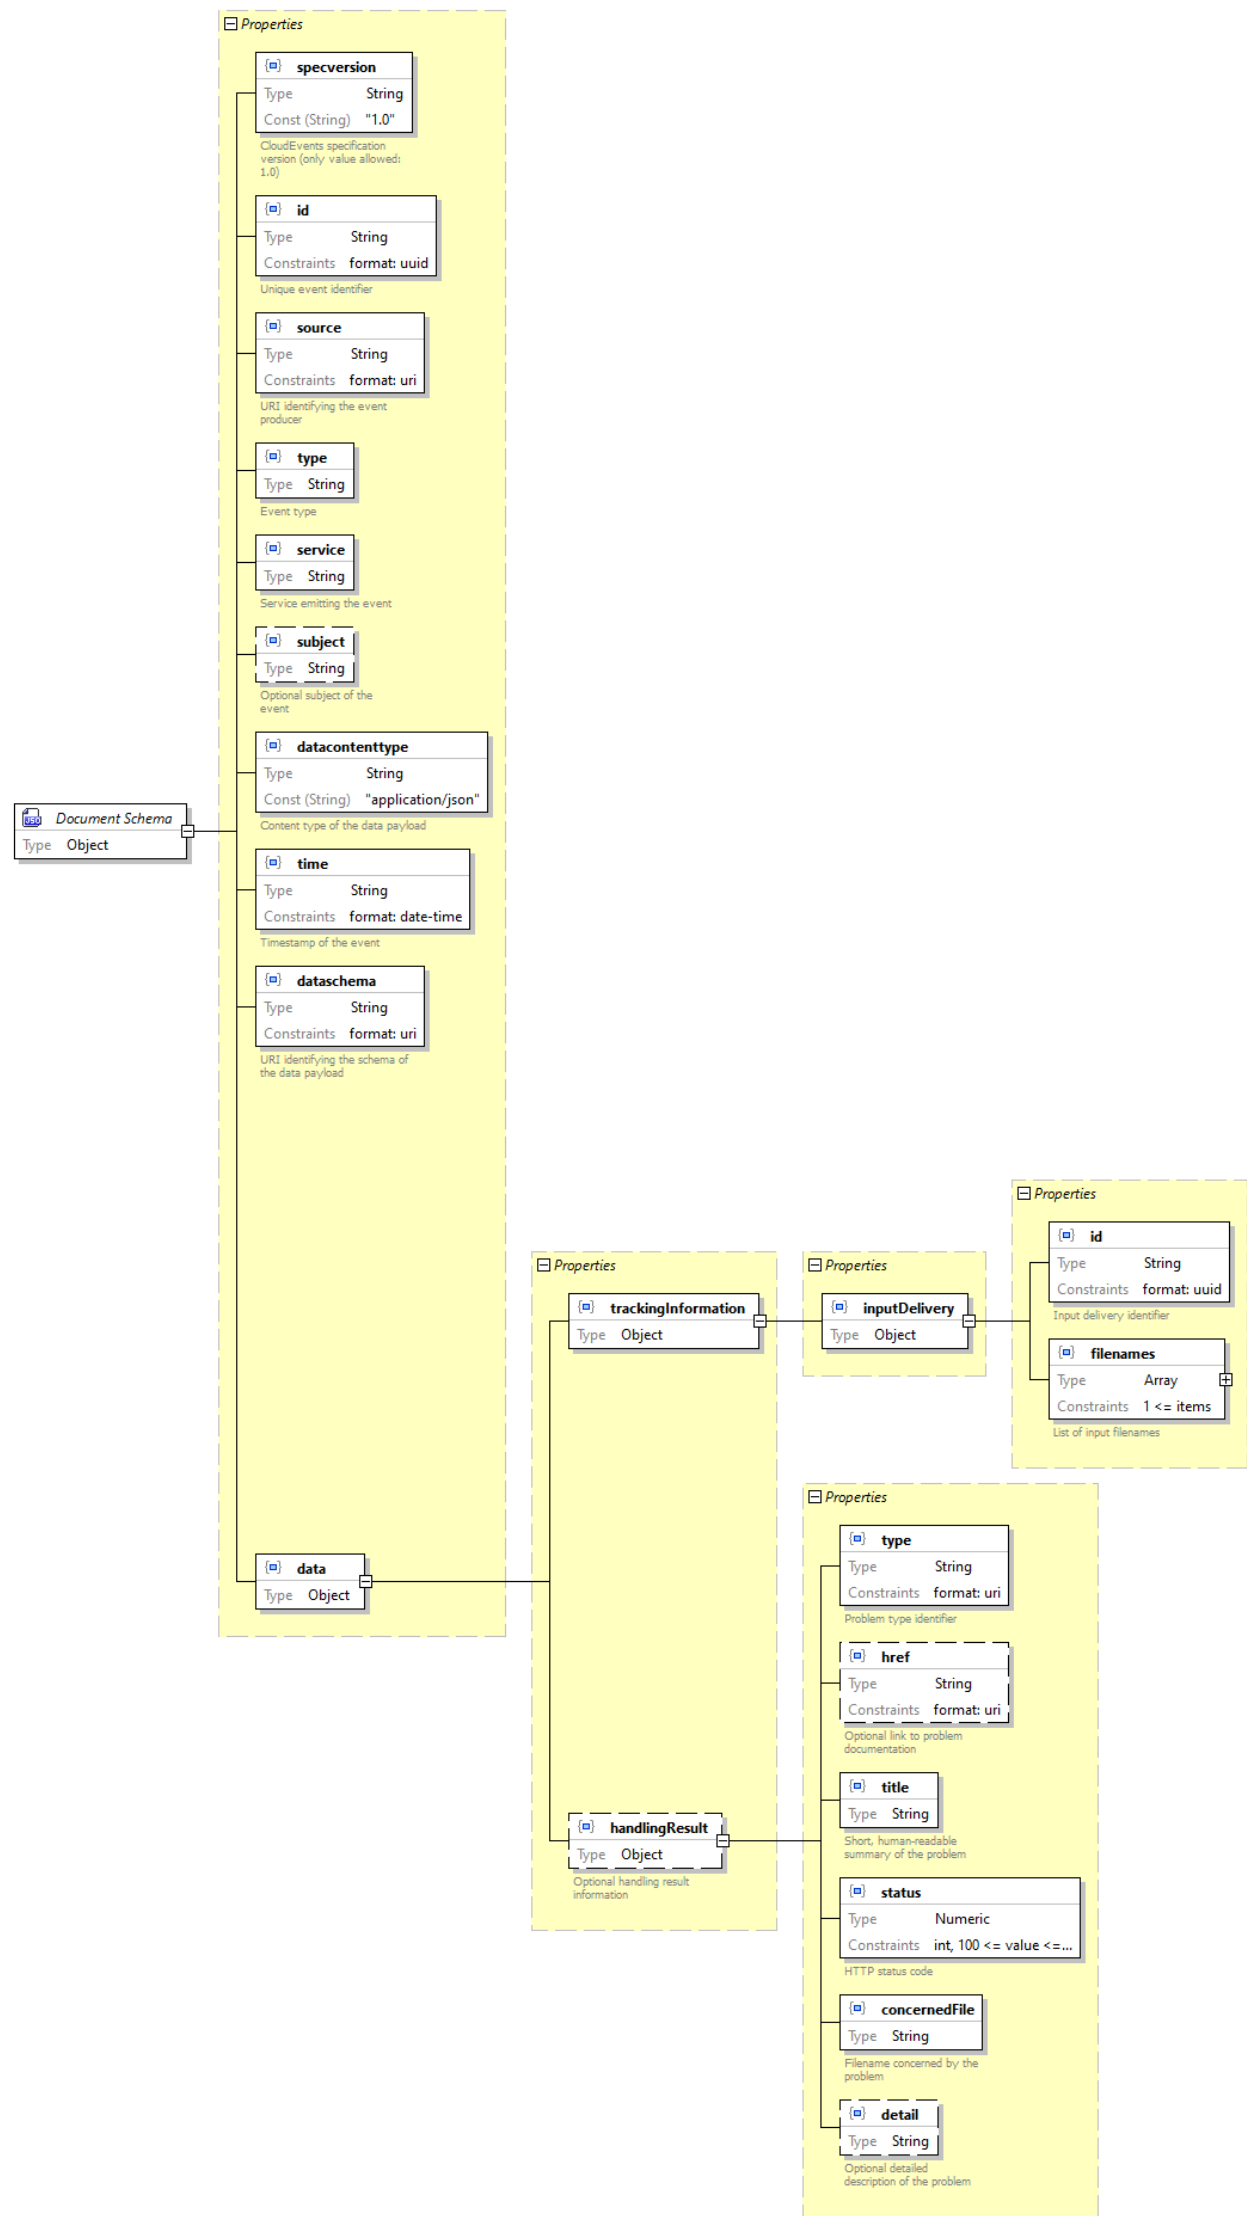 Properties
specversion
Type String
Const (String) "1.0"
CloudEvents specification
version (only value allowed:
1.0)
id
Type String
Constraints format: uuid
Unique event identifier
source
Type String
Constraints format: uri
URI identifying the event
producer
type
Type String
Event type
service
Type String
Service emitting the event
subject
Type String
Optional subject of the
event
datacontenttype
Type String
Const (String) "application/json"
Content type of the data payload
Document Schema
Type Object
time
Type String
Constraints format: date-time
Timestamp of the event
dataschema
Type String
Constraints format: uri
URI identifying the schema of
the data payload
data
Type Object
Properties
trackingInformation
Type Object
Properties
inputDelivery
Type Object
Properties
id
Type String
Constraints format: uuid
Input delivery identifier
filenames
Type Array
Constraints 1 <= items
List of input filenames
handlingResult
Type Object
Optional handling result
information
Properties
type
Type String
Constraints format: uri
Problem type identifier
href
Type String
Constraints format: uri
Optional link to problem
documentation
title
Type String
Short, human-readable
summary of the problem
status
Type Numeric
Constraints int, 100 <= value <=...
HTTP status code
concernedFile
Type String
Filename concerned by the
problem
detail
Type String
Optional detailed
description of the problem